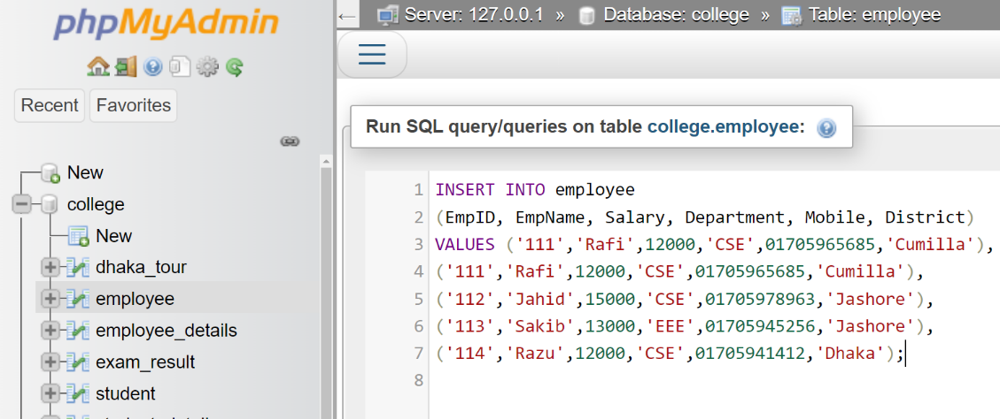 phpMyAdmin
Recent Favorites
New
college
New
dhaka_tour
employee
employee_details
exam_result
student
← Server: 127.0.0.1 » Database: college » Table: employee
Run SQL query/queries on table college.employee:
1 INSERT INTO employee
2 (EmpID, EmpName, Salary, Department, Mobile, District)
3 VALUES ('111','Rafi',12000,'CSE',01705965685,'Cumilla'),
4 ('111','Rafi',12000,'CSE',01705965685,'Cumilla'),
5 ('112','Jahid',15000,'CSE',01705978963,'Jashore'),
6 ('113','Sakib',13000,'EEE',01705945256,'Jashore'),
7 ('114','Razu',12000,'CSE',01705941412,'Dhaka');
8